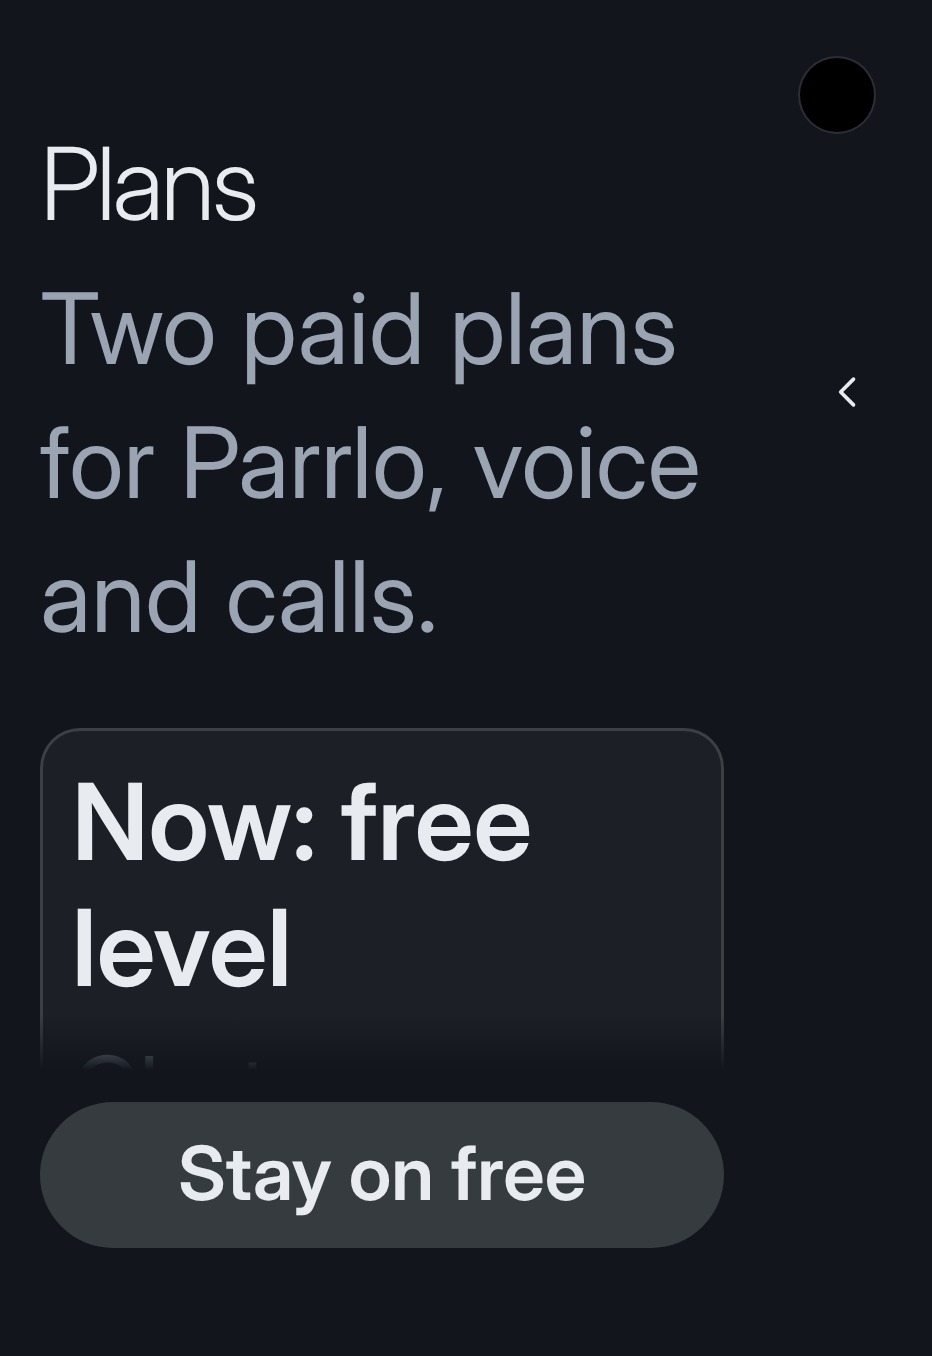 Plans
Two paid plans
for Parrlo, voice
and calls.
Now: free
level
Stay on free